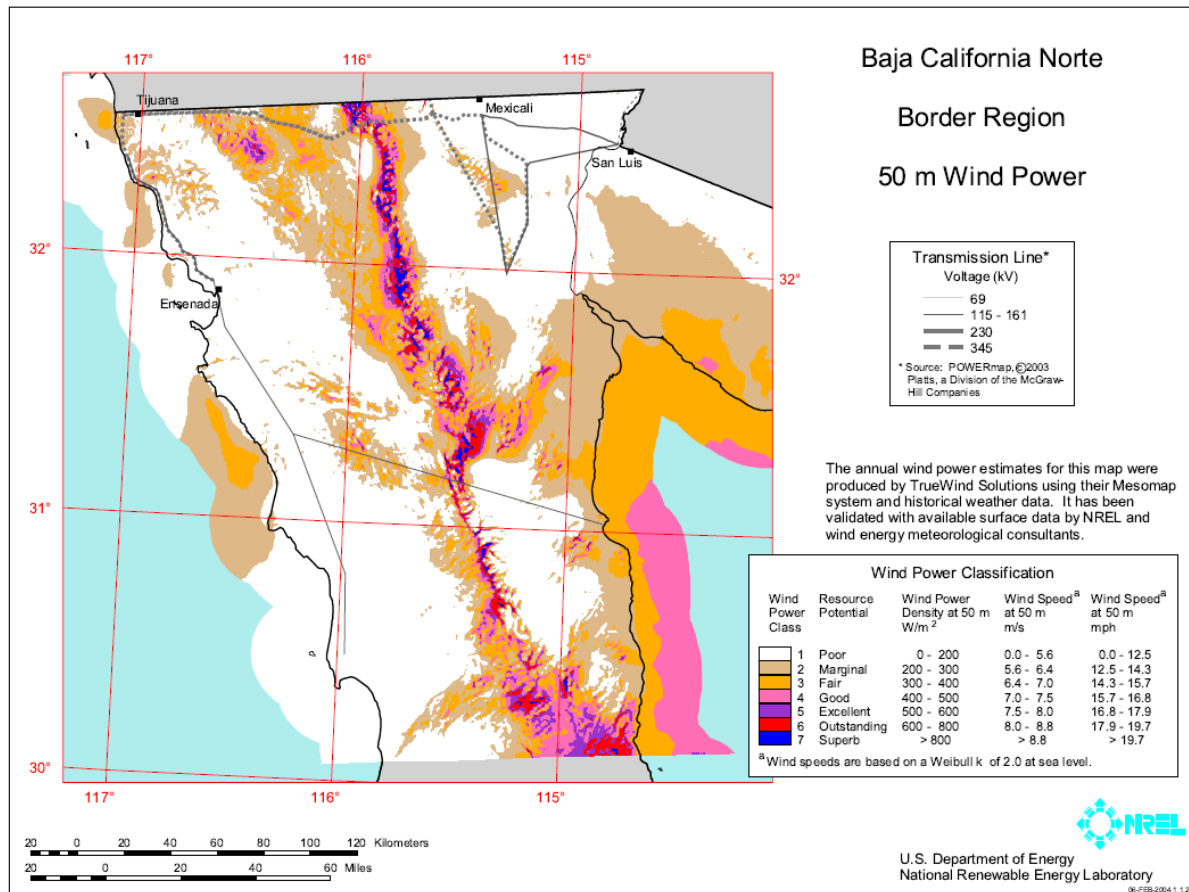 Baja California Norte
Border Region
50 m Wind Power
117°
116°
115°
Tijuana
Mexicali
San Luis
32°
32°
Ensenada
31°
30°
117°
116°
115°
Transmission Line*
Voltage (kV)
69
115 - 161
230
345
* Source: POWERmap, ©2003
Platts, a Division of the McGraw-
Hill Companies
The annual wind power estimates for this map were
produced by TrueWind Solutions using their Mesomap
system and historical weather data. It has been
validated with available surface data by NREL and
wind energy meteorological consultants.
Wind Power Classification
Wind Power Class Resource Potential Wind Power Density at 50 m W/m 2 Wind Speed a at 50 m m/s Wind Speed a at 50 m mph
1 Poor 0 - 200 0.0 - 5.6 0.0 - 12.5
2 Marginal 200 - 300 5.6 - 6.4 12.5 - 14.3
3 Fair 300 - 400 6.4 - 7.0 14.3 - 15.7
4 Good 400 - 500 7.0 - 7.5 15.7 - 16.8
5 Excellent 500 - 600 7.5 - 8.0 16.8 - 17.9
6 Outstanding 600 - 800 8.0 - 8.8 17.9 - 19.7
7 Superb > 800 > 8.8 > 19.7
a Wind speeds are based on a Weibull k of 2.0 at sea level.
20 0 20 40 60 80 100 120 Kilometers
20 0 20 40 60 Miles
NREL
U.S. Department of Energy
National Renewable Energy Laboratory
06-FEB-2004 1.1.2